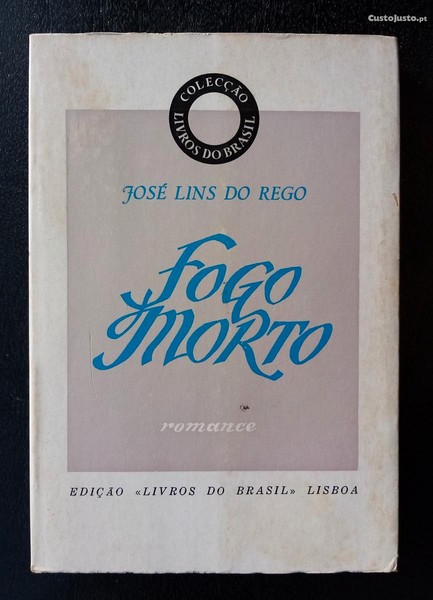 CustoJusto.pt
COLECÇÃO
LIVROS DO BRASIL
JOSÉ LINS DO REGO
FOGO
MORTO
romance
EDIÇÃO «LIVROS DO BRASIL» LISBOA